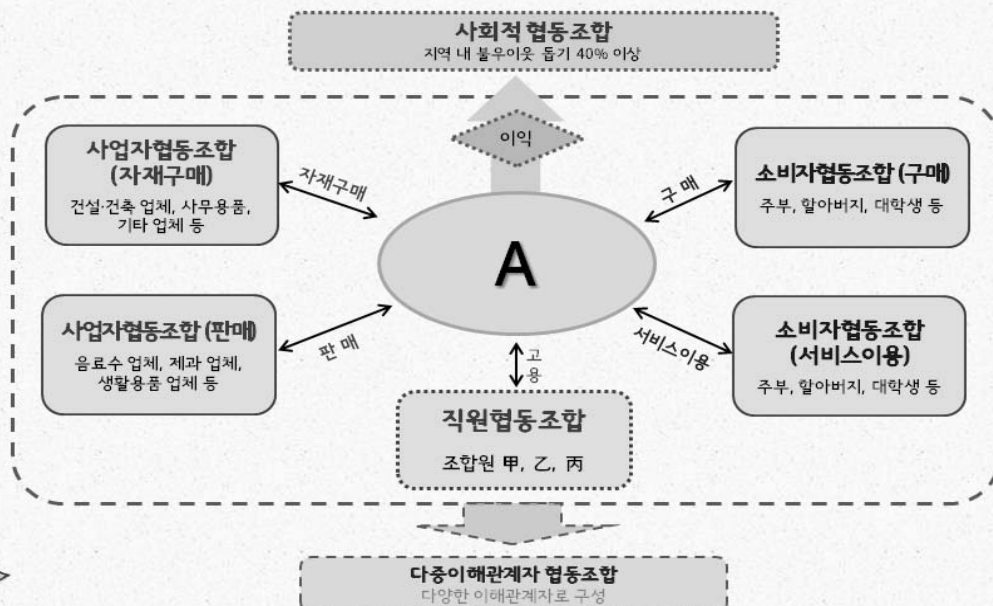 사회적 협동조합
지역 내 불우이웃 돕기 40% 이상
이익
사업자협동조합
(자재구매)
건설·건축 업체, 사무용품,
기타 업체 등
자재구매
구 매
소비자협동조합 (구매)
주부, 할아버지, 대학생 등
A
사업자협동조합 (판매)
음료수 업체, 제과 업체,
생활용품 업체 등
판 매
고
용
서비스이용
소비자협동조합
(서비스이용)
주부, 할아버지, 대학생 등
직원협동조합
조합원 甲, 乙, 丙
다중이해관계자 협동조합
다양한 이해관계자로 구성